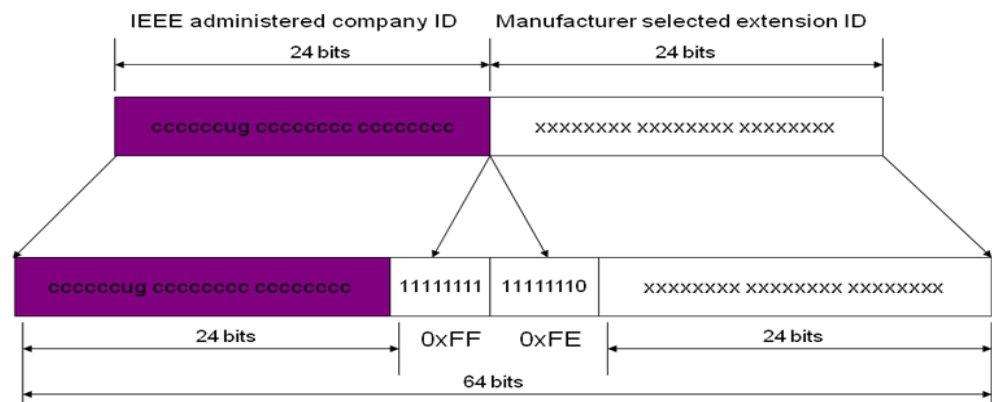 IEEE administered company ID Manufacturer selected extension ID
24 bits 24 bits
ccccccug cccccccc cccccccc xxxxxxxx xxxxxxxx xxxxxxxx
ccccccug cccccccc cccccccc 11111111 11111110 xxxxxxxx xxxxxxxx xxxxxxxx
24 bits 0xFF 0xFE 24 bits
64 bits